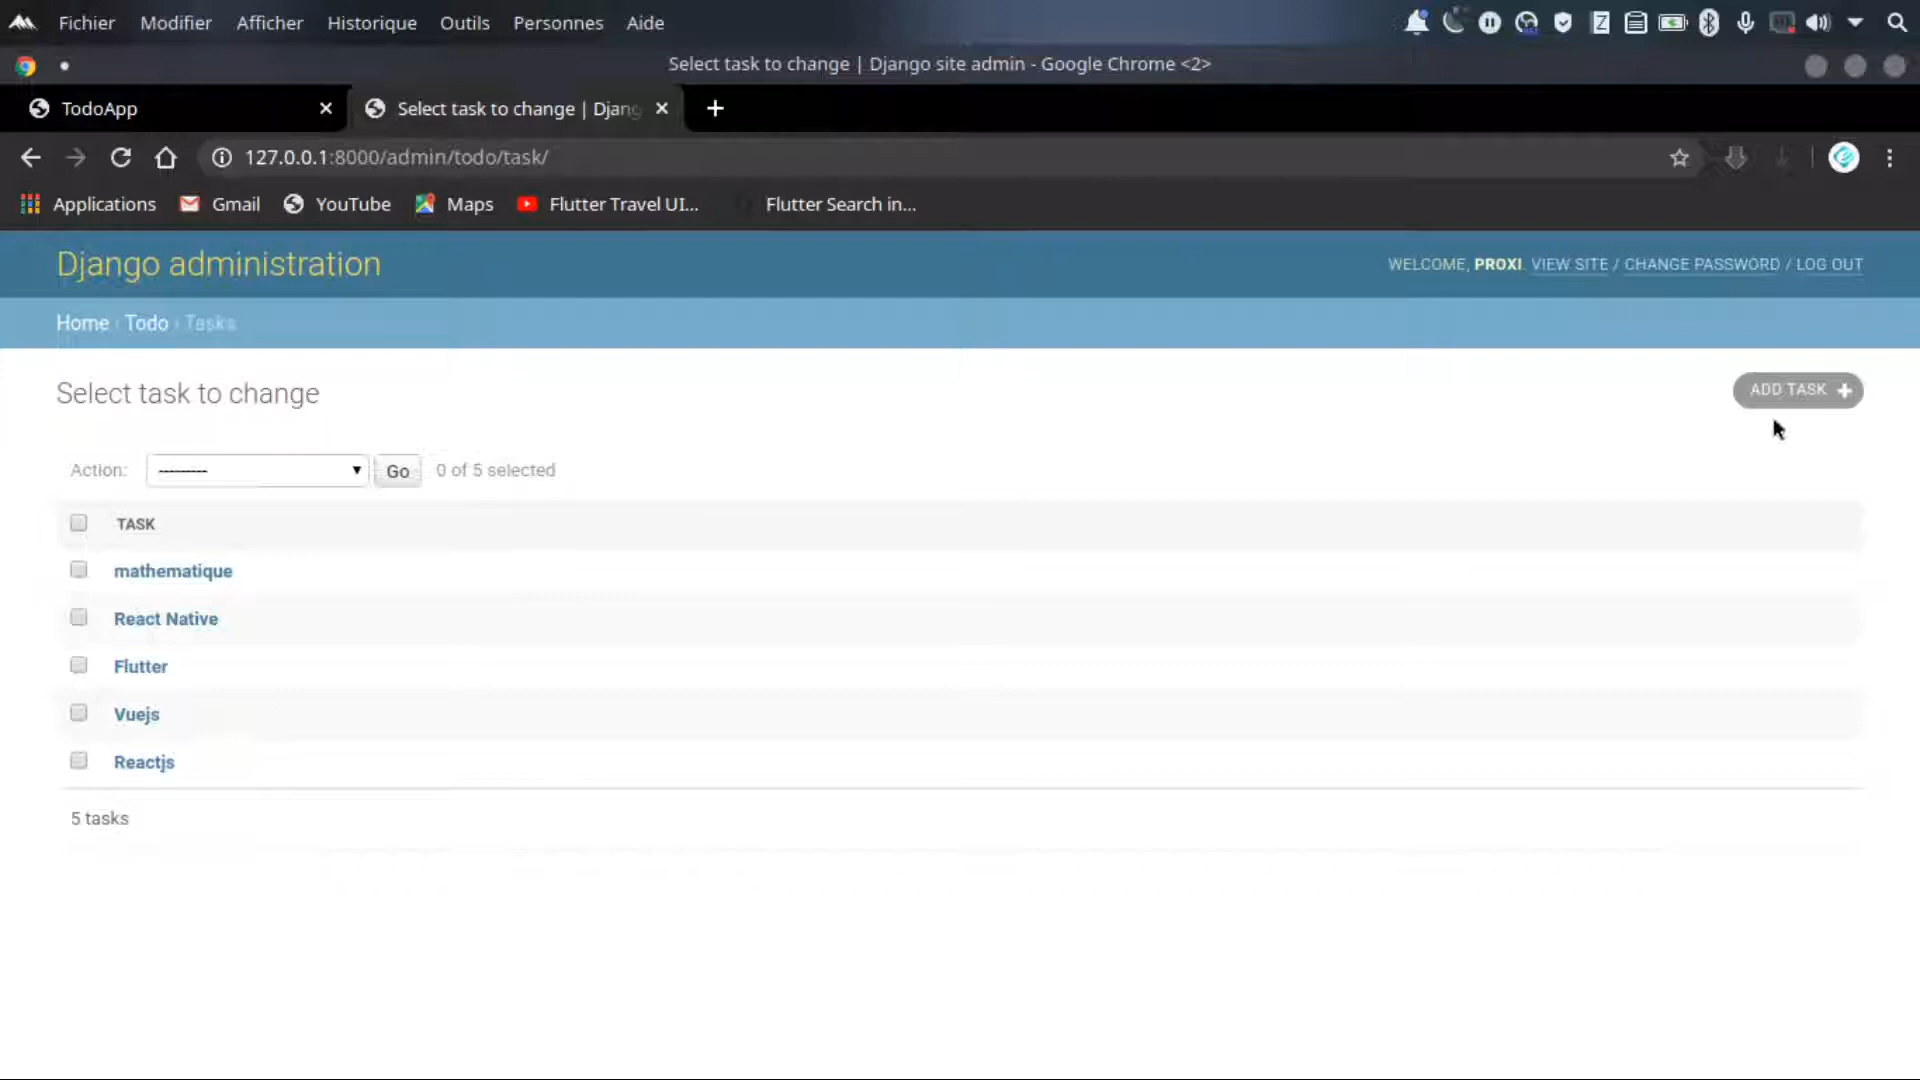 Fichier Modifier Afficher Historique Outils Personnes Aide
Select task to change | Django site admin - Google Chrome <2>
TodoApp
Select task to change | Djang
127.0.0.1:8000/admin/todo/task/
Applications Gmail YouTube Maps Flutter Travel UI... Flutter Search in...
Django administration
WELCOME, PROXI. VIEW SITE / CHANGE PASSWORD / LOG OUT
Home › Todo › Tasks
Select task to change
ADD TASK +
Action: --------- Go 0 of 5 selected
TASK
mathematique
React Native
Flutter
Vuejs
Reactjs
5 tasks